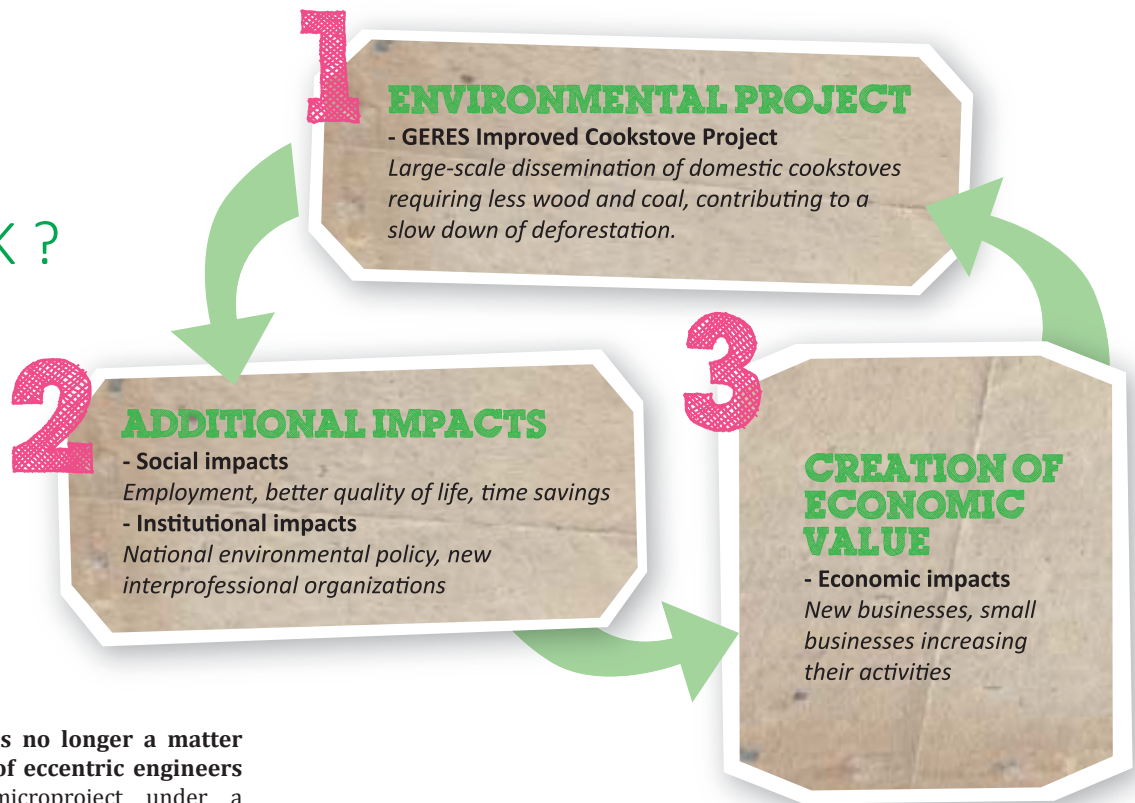 K ?
1
ENVIRONMENTAL PROJECT
- GERES Improved Cookstove Project
Large-scale dissemination of domestic cookstoves
requiring less wood and coal, contributing to a
slow down of deforestation.
2
ADDITIONAL IMPACTS
- Social impacts
Employment, better quality of life, time savings
- Institutional impacts
National environmental policy, new
interprofessional organizations
3
CREATION OF
ECONOMIC
VALUE
- Economic impacts
New businesses, small
businesses increasing
their activities
s no longer a matter
of eccentric engineers
microproject under a